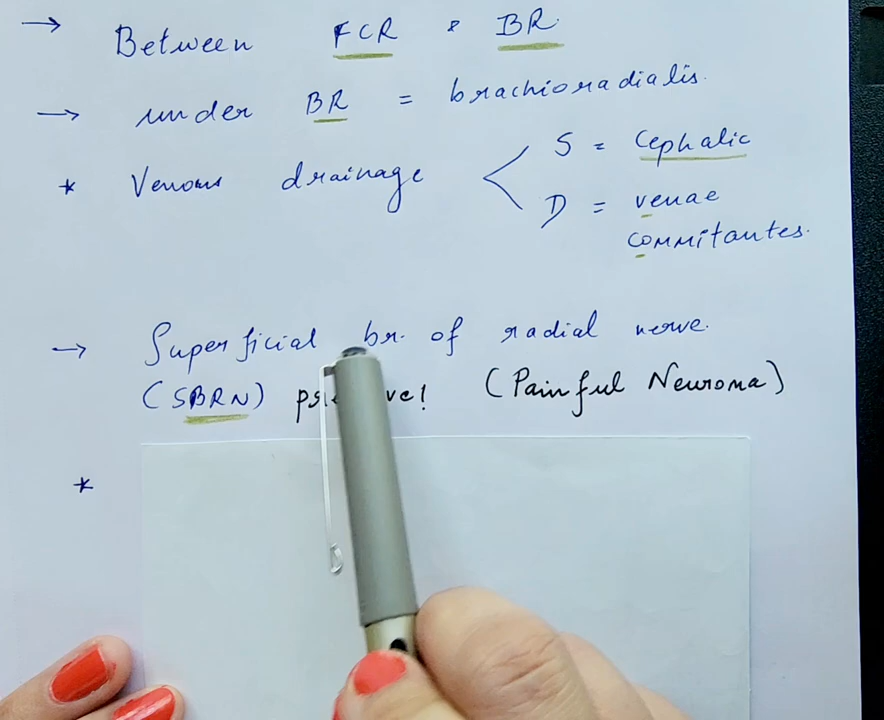 → Between FCR & BR.
→ under BR = brachioradialis.
* Venous drainage < S = Cephalic
D = venae
commitantes.
→ Superficial br. of radial nerve.
(SBRN) (Painful Neuroma)
*